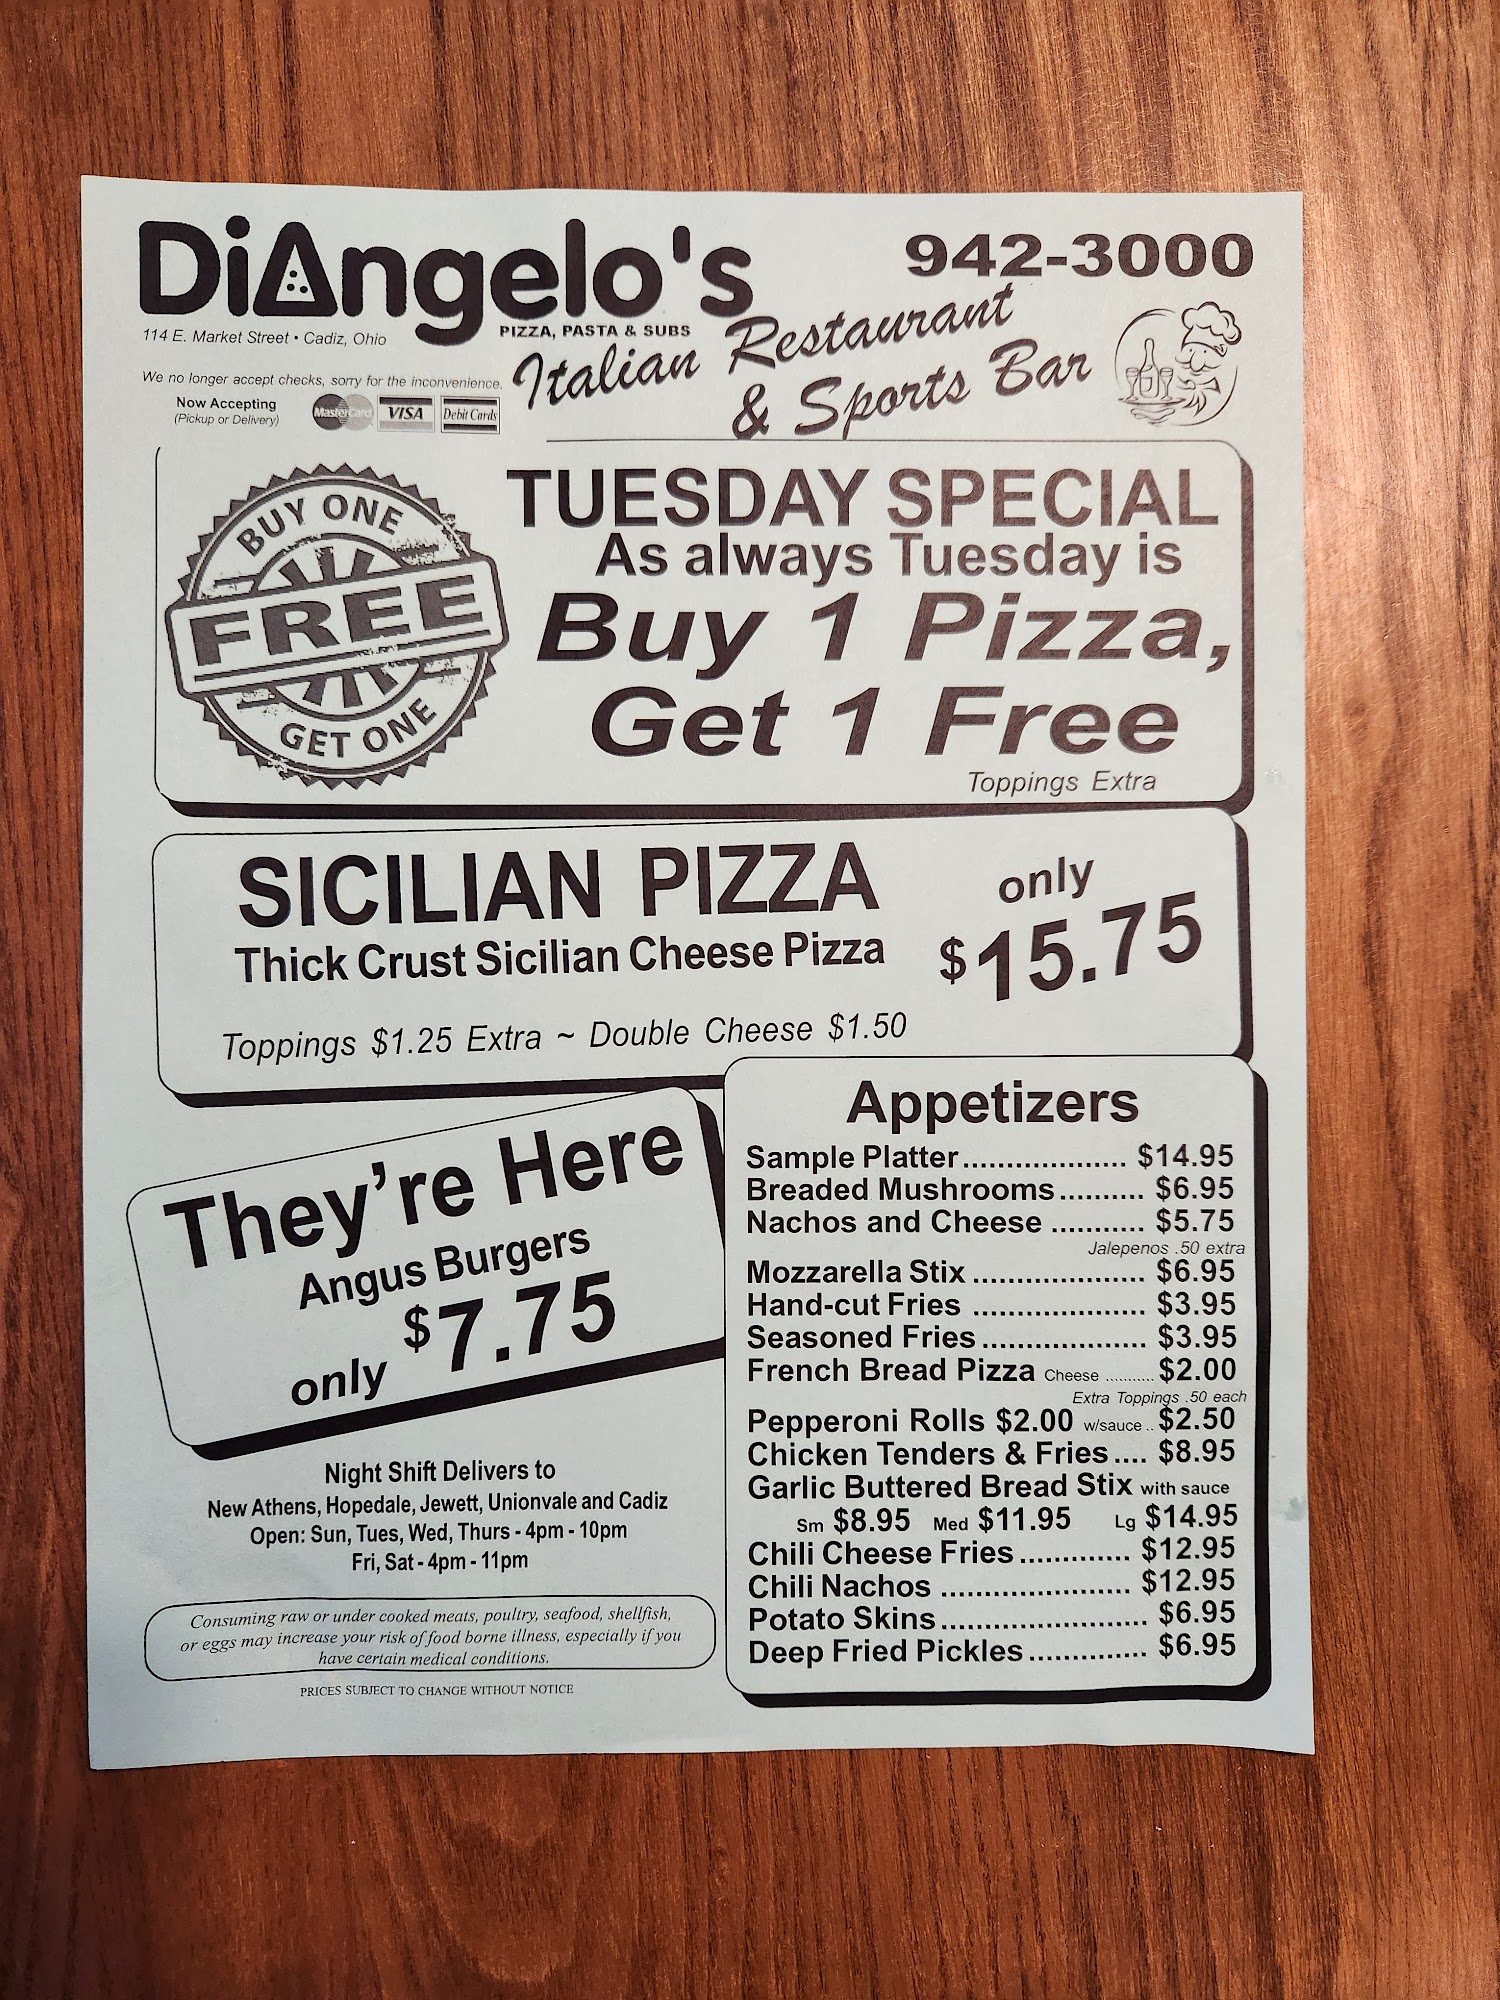 DiAngelo's
PIZZA, PASTA & SUBS
114 E. Market Street • Cadiz, Ohio
942-3000
Italian Restaurant
& Sports Bar
We no longer accept checks, sorry for the inconvenience.
Now Accepting
(Pickup or Delivery)
MasterCard VISA Debit Cards
BUY ONE
FREE
GET ONE
TUESDAY SPECIAL
As always Tuesday is
Buy 1 Pizza,
Get 1 Free
Toppings Extra
SICILIAN PIZZA
Thick Crust Sicilian Cheese Pizza
only
$15.75
Toppings $1.25 Extra ~ Double Cheese $1.50
They're Here
Angus Burgers
only $7.75
Night Shift Delivers to
New Athens, Hopedale, Jewett, Unionvale and Cadiz
Open: Sun, Tues, Wed, Thurs - 4pm - 10pm
Fri, Sat - 4pm - 11pm
Consuming raw or under cooked meats, poultry, seafood, shellfish,
or eggs may increase your risk of food borne illness, especially if you
have certain medical conditions.
PRICES SUBJECT TO CHANGE WITHOUT NOTICE
Appetizers
Sample Platter.................... $14.95
Breaded Mushrooms.......... $6.95
Nachos and Cheese ........... $5.75
Jalepenos .50 extra
Mozzarella Stix ..................... $6.95
Hand-cut Fries ..................... $3.95
Seasoned Fries.................... $3.95
French Bread Pizza Cheese ........... $2.00
Extra Toppings .50 each
Pepperoni Rolls $2.00 w/sauce .. $2.50
Chicken Tenders & Fries.... $8.95
Garlic Buttered Bread Stix with sauce
Sm $8.95 Med $11.95 Lg $14.95
Chili Cheese Fries............. $12.95
Chili Nachos ....................... $12.95
Potato Skins......................... $6.95
Deep Fried Pickles.............. $6.95